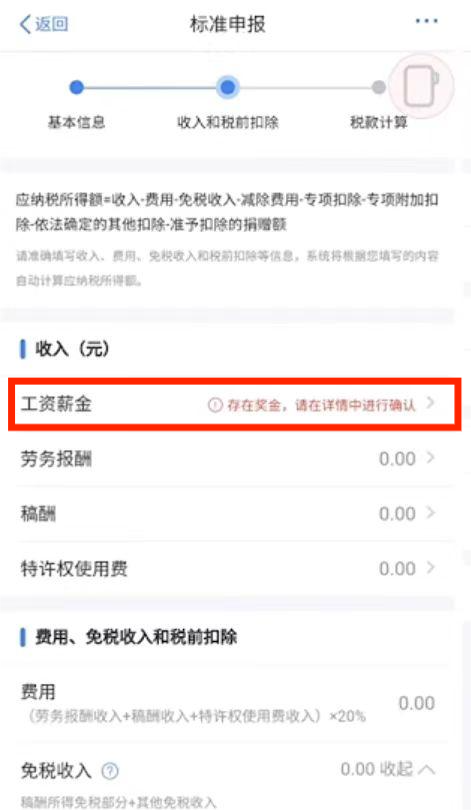 返回
标准申报
基本信息
收入和税前扣除
税款计算
应纳税所得额=收入-费用-免税收入-减除费用-专项扣除-专项附加扣
除-依法确定的其他扣除-准予扣除的捐赠额
请准确填写收入、费用、免税收入和税前扣除等信息，系统将根据您填写的内容
自动计算应纳税所得额。
收入（元）
工资薪金 存在奖金，请在详情中进行确认
劳务报酬 0.00
稿酬 0.00
特许权使用费 0.00
费用、免税收入和税前扣除
费用 0.00
（劳务报酬收入+稿酬收入+特许权使用费收入）×20%
免税收入 0.00 收起
稿酬所得免税部分+其他免税收入